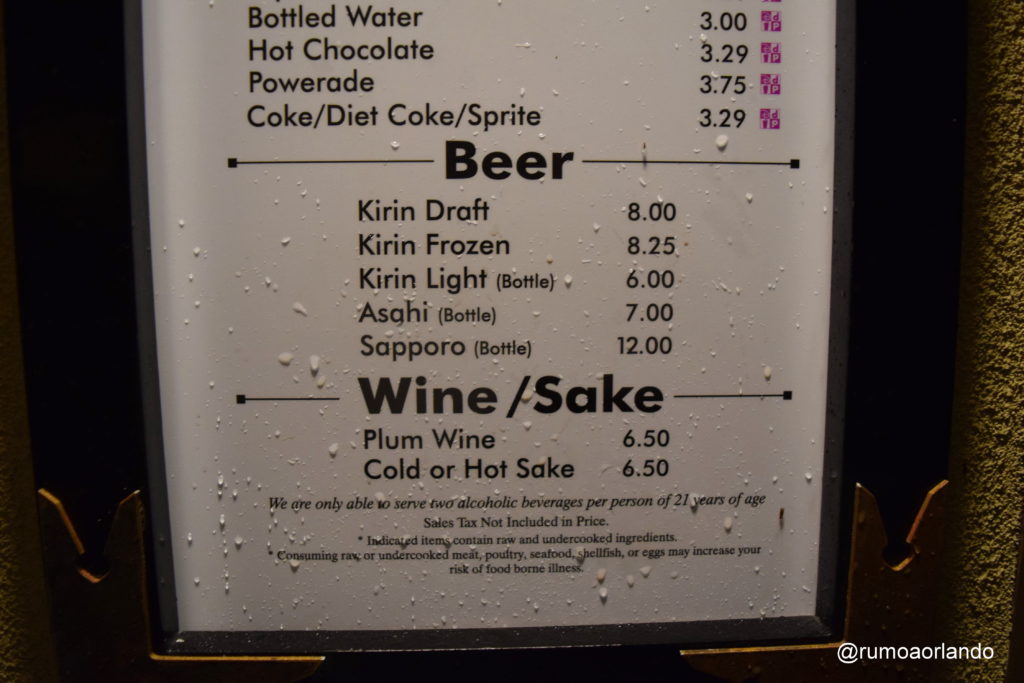 Bottled Water 3.00
Hot Chocolate 3.29
Powerade 3.75
Coke/Diet Coke/Sprite 3.29
Beer
Kirin Draft 8.00
Kirin Frozen 8.25
Kirin Light (Bottle) 6.00
Asahi (Bottle) 7.00
Sapporo (Bottle) 12.00
Wine /Sake
Plum Wine 6.50
Cold or Hot Sake 6.50
We are only able to serve two alcoholic beverages per person of 21 years of age
Sales Tax Not Included in Price.
* Indicated items contain raw and undercooked ingredients.
* Consuming raw or undercooked meat, poultry, seafood, shellfish, or eggs may increase your
risk of food borne illness.
@rumoaorlando